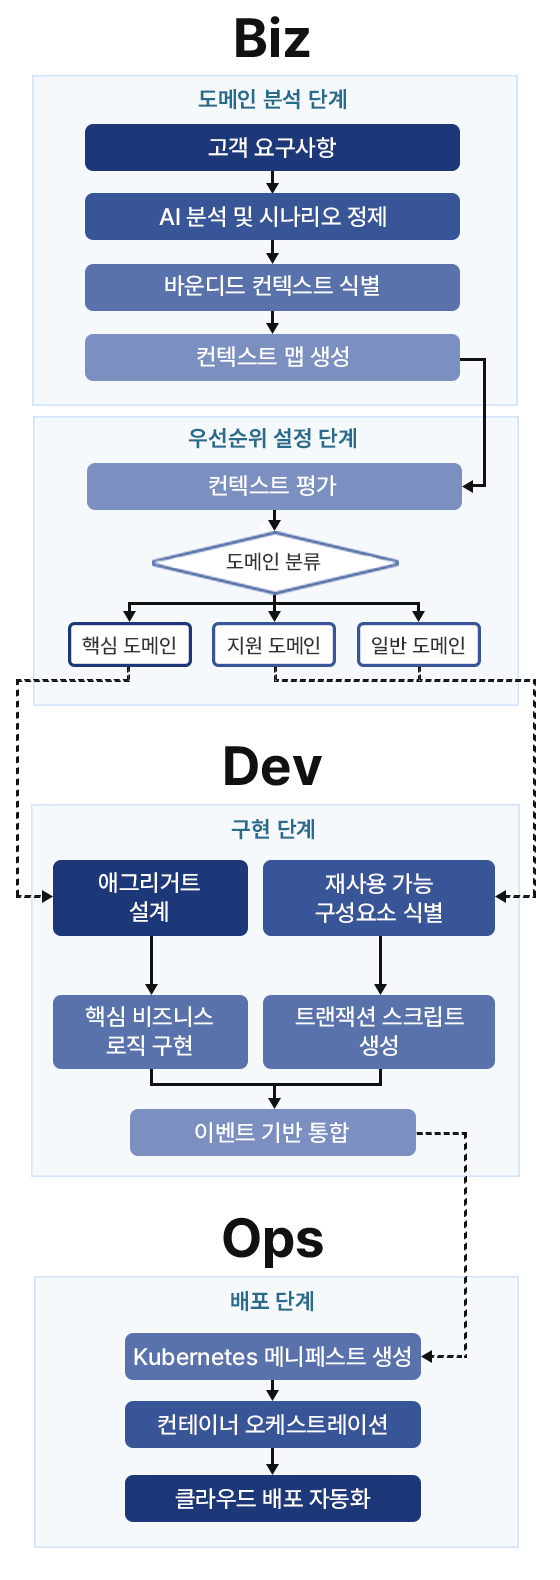 Biz
도메인 분석 단계
고객 요구사항
AI 분석 및 시나리오 정제
바운디드 컨텍스트 식별
컨텍스트 맵 생성
우선순위 설정 단계
컨텍스트 평가
도메인 분류
핵심 도메인
지원 도메인
일반 도메인
Dev
구현 단계
애그리거트
설계
재사용 가능
구성요소 식별
핵심 비즈니스
로직 구현
트랜잭션 스크립트
생성
이벤트 기반 통합
Ops
배포 단계
Kubernetes 메니페스트 생성
컨테이너 오케스트레이션
클라우드 배포 자동화